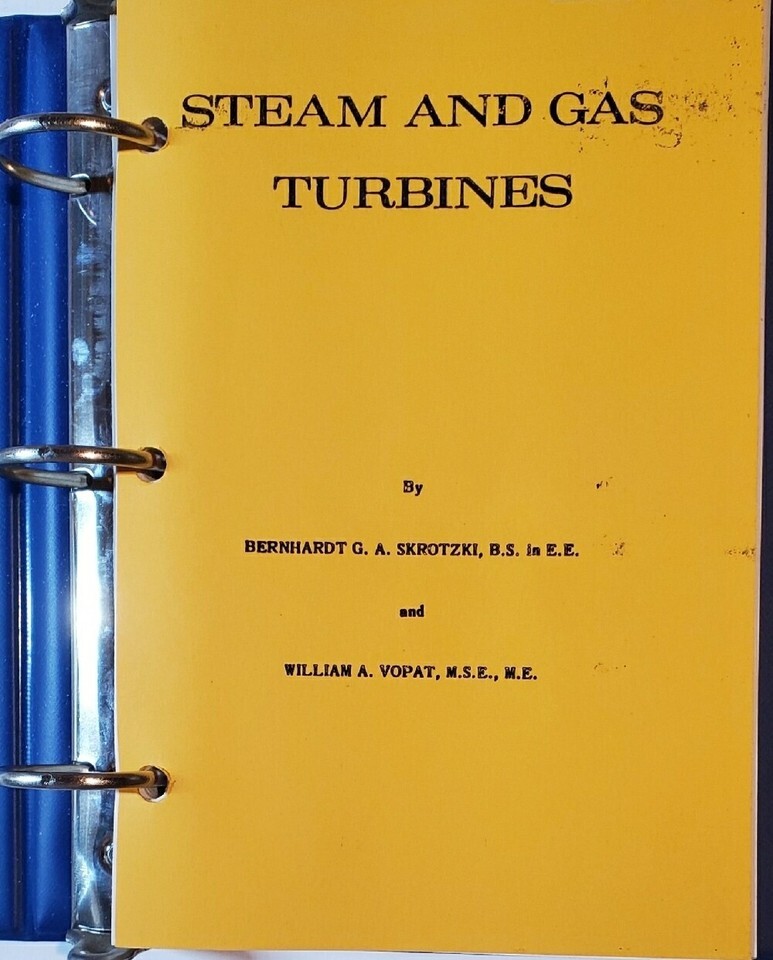 STEAM AND GAS
TURBINES
By
BERNHARDT G. A. SKROTZKI, B.S. in E.E.
and
WILLIAM A. VOPAT, M.S.E., M.E.